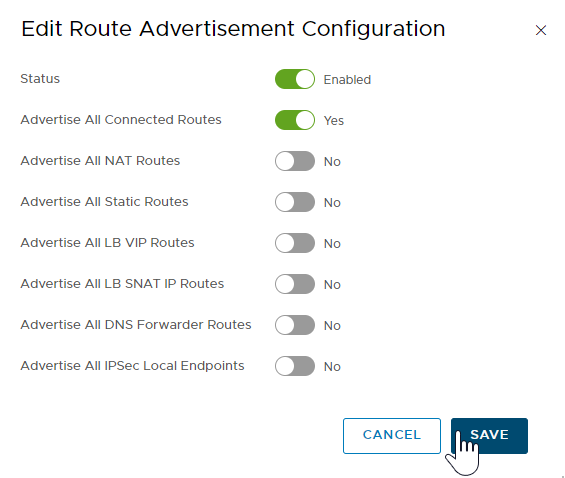 Edit Route Advertisement Configuration
Status Enabled
Advertise All Connected Routes Yes
Advertise All NAT Routes No
Advertise All Static Routes No
Advertise All LB VIP Routes No
Advertise All LB SNAT IP Routes No
Advertise All DNS Forwarder Routes No
Advertise All IPSec Local Endpoints No
CANCEL SAVE